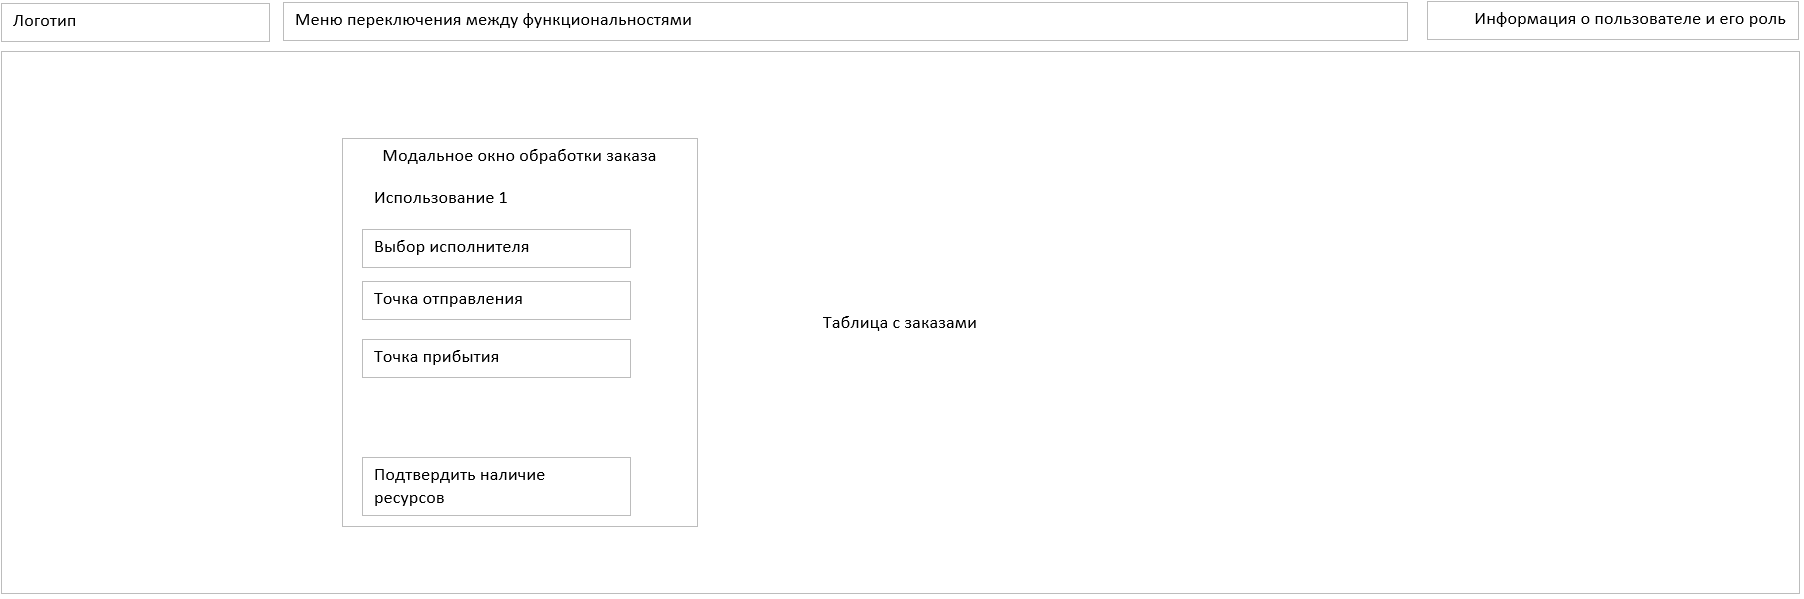 Логотип
Меню переключения между функциональностями
Информация о пользователе и его роль
Модальное окно обработки заказа
Использование 1
Выбор исполнителя
Точка отправления
Таблица с заказами
Точка прибытия
Подтвердить наличие
ресурсов